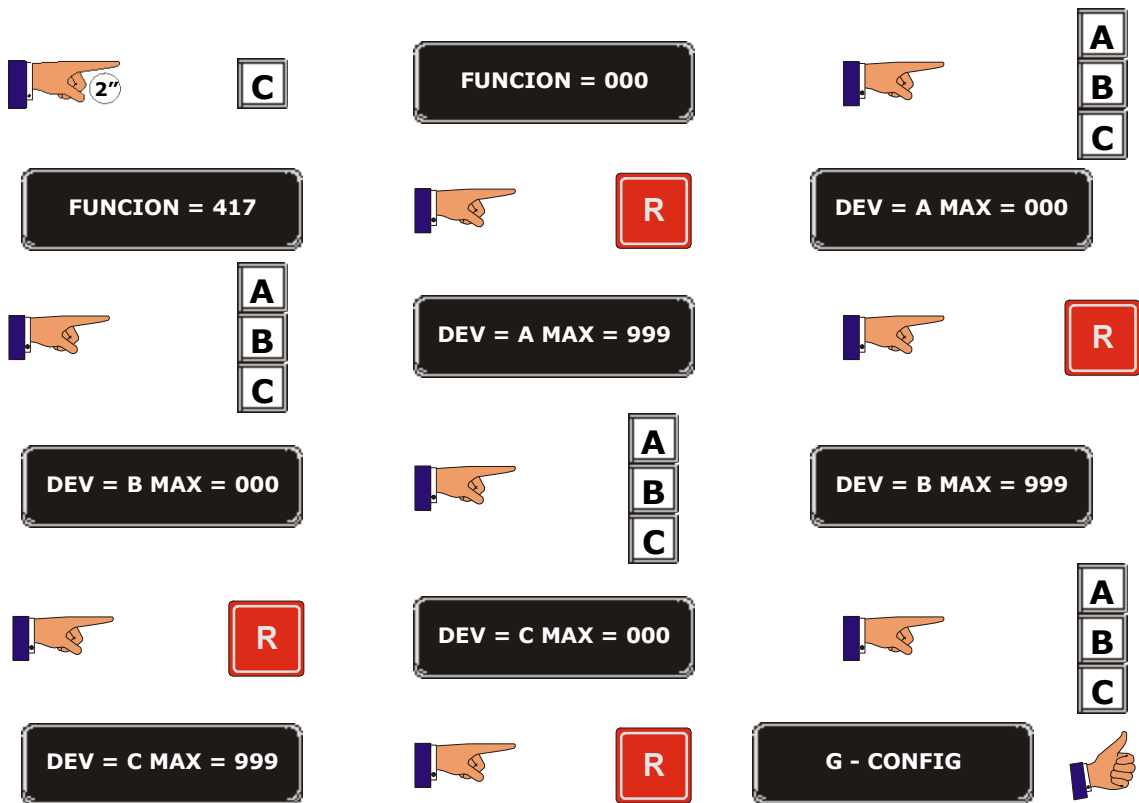 2”
C
FUNCION = 000
A
B
C
FUNCION = 417
R
DEV = A MAX = 000
A
B
C
DEV = A MAX = 999
R
DEV = B MAX = 000
A
B
C
DEV = B MAX = 999
R
DEV = C MAX = 000
A
B
C
DEV = C MAX = 999
R
G - CONFIG